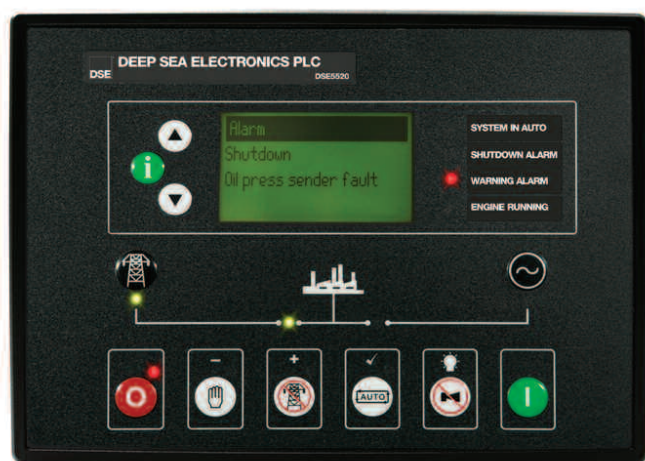 DEEP SEA ELECTRONICS PLC
DSE
DSE5520
Alarm
Shutdown
Oil press sender fault
i
SYSTEM IN AUTO
SHUTDOWN ALARM
WARNING ALARM
ENGINE RUNNING
AUTO